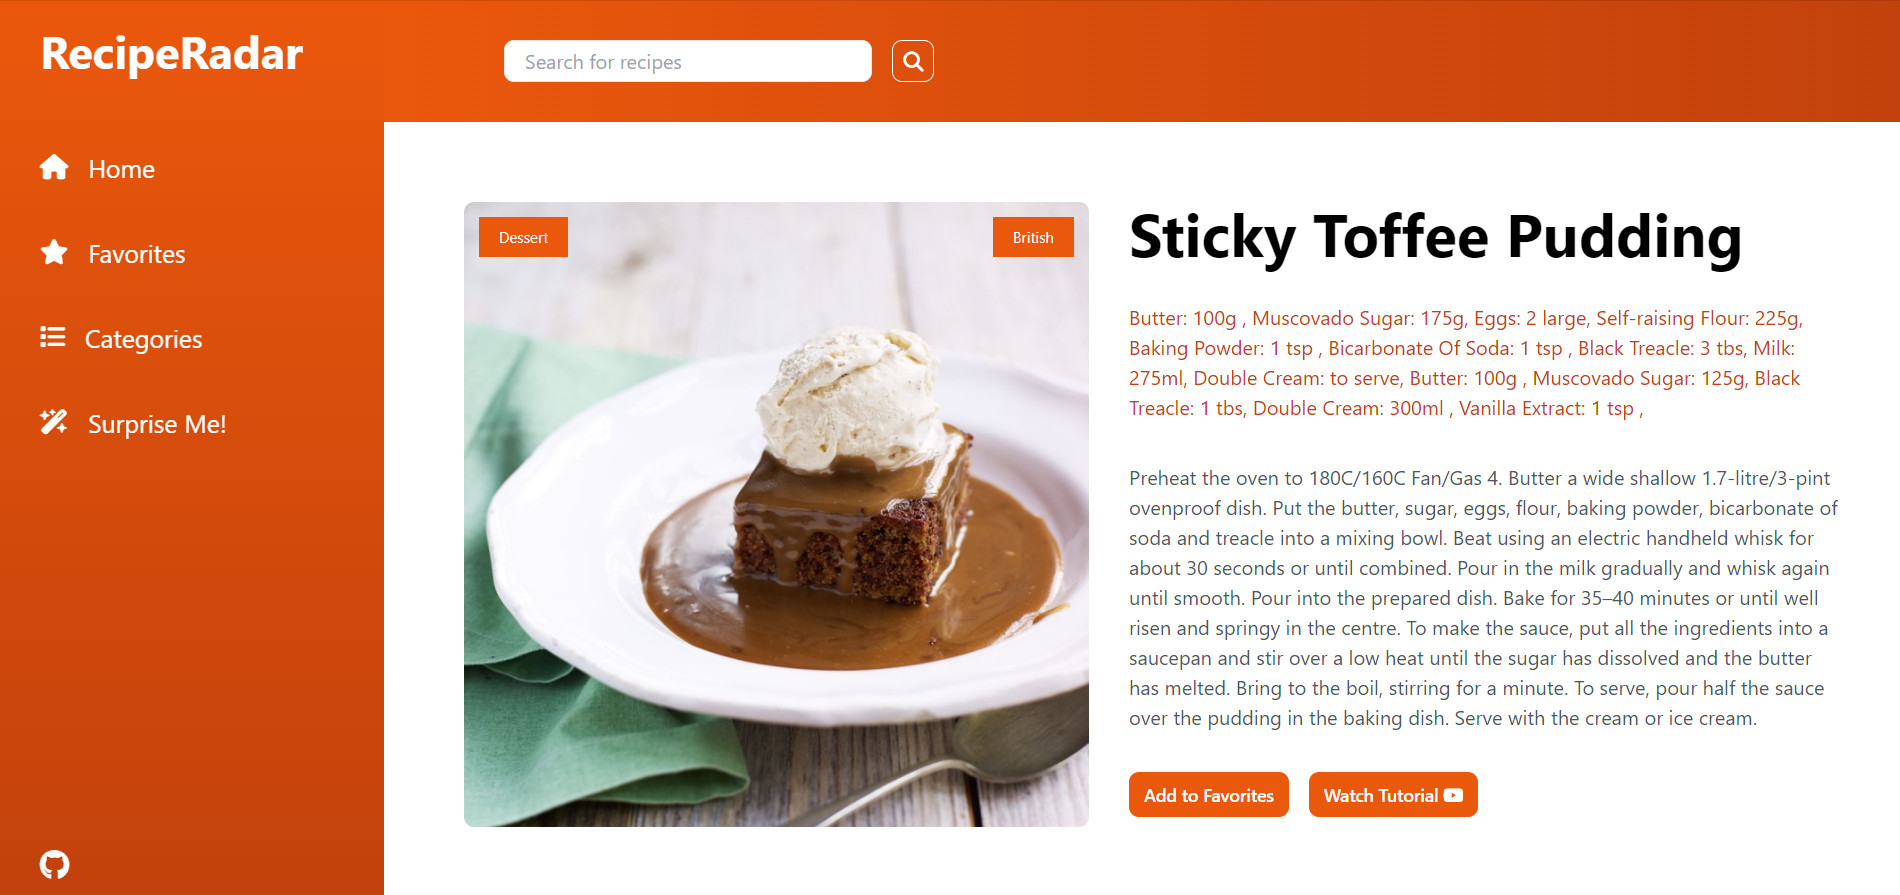 RecipeRadar
Search for recipes
Home
Favorites
Categories
Surprise Me!
Dessert
British
Sticky Toffee Pudding
Butter: 100g , Muscovado Sugar: 175g, Eggs: 2 large, Self-raising Flour: 225g,
Baking Powder: 1 tsp , Bicarbonate Of Soda: 1 tsp , Black Treacle: 3 tbs, Milk:
275ml, Double Cream: to serve, Butter: 100g , Muscovado Sugar: 125g, Black
Treacle: 1 tbs, Double Cream: 300ml , Vanilla Extract: 1 tsp ,
Preheat the oven to 180C/160C Fan/Gas 4. Butter a wide shallow 1.7-litre/3-pint
ovenproof dish. Put the butter, sugar, eggs, flour, baking powder, bicarbonate of
soda and treacle into a mixing bowl. Beat using an electric handheld whisk for
about 30 seconds or until combined. Pour in the milk gradually and whisk again
until smooth. Pour into the prepared dish. Bake for 35–40 minutes or until well
risen and springy in the centre. To make the sauce, put all the ingredients into a
saucepan and stir over a low heat until the sugar has dissolved and the butter
has melted. Bring to the boil, stirring for a minute. To serve, pour half the sauce
over the pudding in the baking dish. Serve with the cream or ice cream.
Add to Favorites
Watch Tutorial